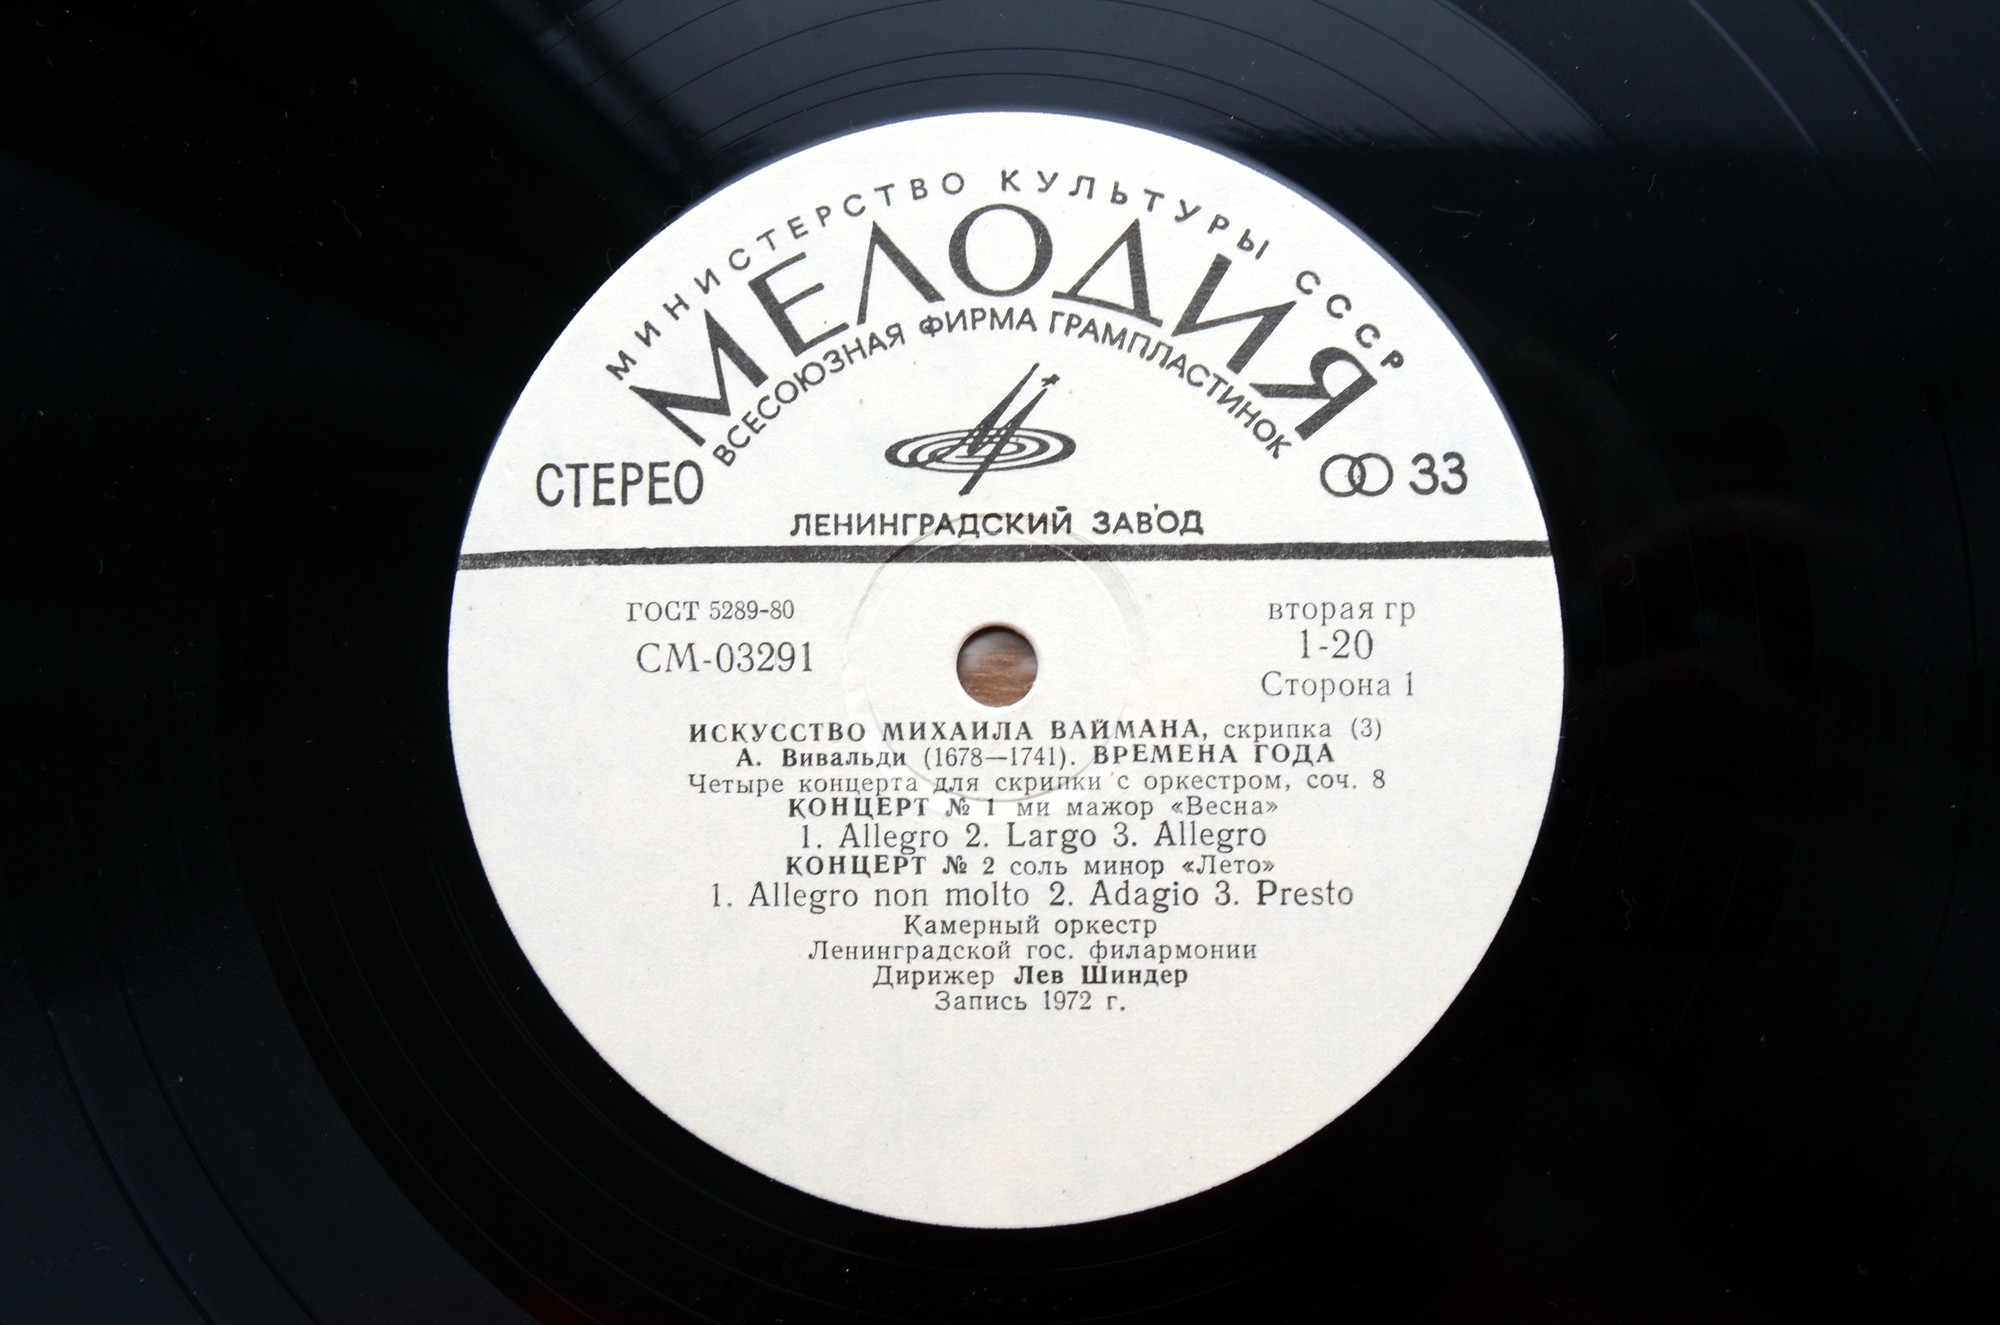 МИНИСТЕРСТВО КУЛЬТУРЫ СССР
МЕЛОДИЯ
ВСЕСОЮЗНАЯ ФИРМА ГРАМПЛАСТИНОК
СТЕРЕО
33
ЛЕНИНГРАДСКИЙ ЗАВОД
ГОСТ 5289-80
СМ-03291
вторая гр
1-20
Сторона 1
ИСКУССТВО МИХАИЛА ВАЙМАНА, скрипка (3)
А. Вивальди (1678—1741). ВРЕМЕНА ГОДА
Четыре концерта для скрипки с оркестром, соч. 8
КОНЦЕРТ № 1 ми мажор «Весна»
1. Allegro 2. Largo 3. Allegro
КОНЦЕРТ № 2 соль минор «Лето»
1. Allegro non molto 2. Adagio 3. Presto
Камерный оркестр
Ленинградской гос. филармонии
Дирижер Лев Шиндер
Запись 1972 г.